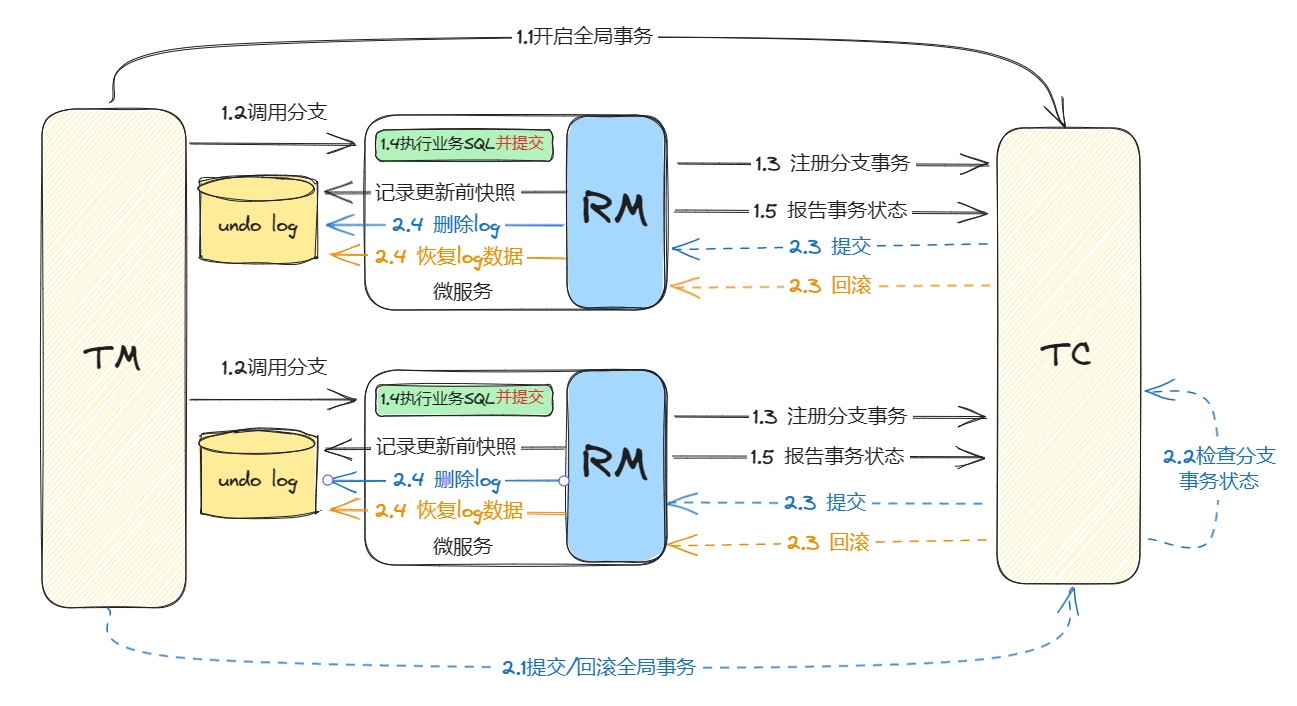 1.1开启全局事务
TM
1.2调用分支
1.4执行业务SQL并提交
RM
1.3 注册分支事务
undo log
记录更新前快照
1.5 报告事务状态
2.4 删除log
2.3 提交
2.4 恢复log数据
2.3 回滚
微服务
TC
1.2调用分支
1.4执行业务SQL并提交
RM
1.3 注册分支事务
undo log
记录更新前快照
1.5 报告事务状态
2.4 删除log
2.3 提交
2.4 恢复log数据
2.3 回滚
微服务
2.2检查分支
事务状态
2.1提交/回滚全局事务